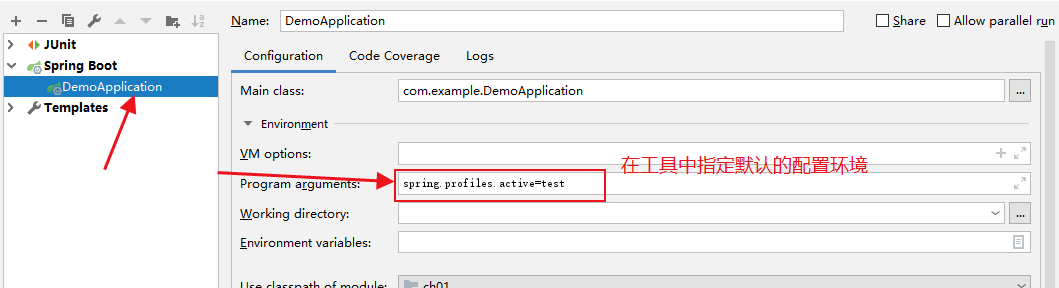 Name: DemoApplication Share Allow parallel run
JUnit
Spring Boot
DemoApplication
Templates
Configuration Code Coverage Logs
Main class: com.example.DemoApplication ...
Environment
VM options:
在工具中指定默认的配置环境
Program arguments: spring.profiles.active=test
Working directory: ...
Environment variables:
Use classpath of module: ch01